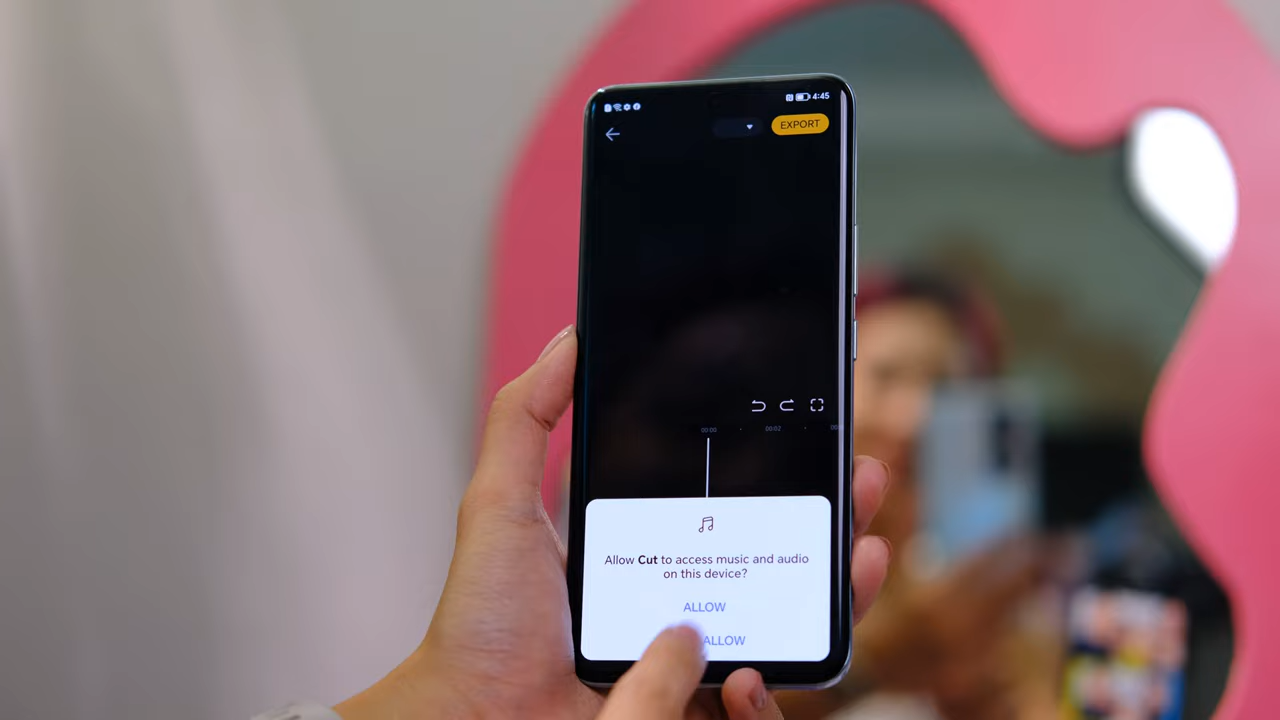 4:45
EXPORT
00:00
00:02
Allow Cut to access music and audio
on this device?
ALLOW
ALLOW